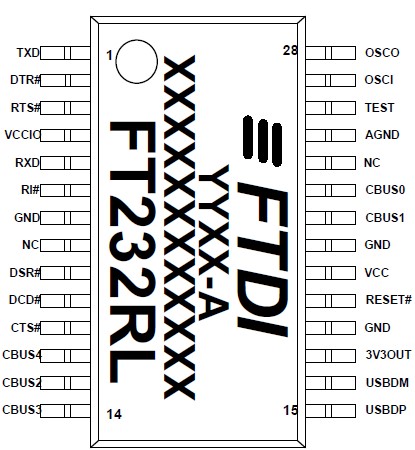 TXD
DTR#
RTS#
VCCIO
RXD
RI#
GND
NC
DSR#
DCD#
CTS#
CBUS4
CBUS2
CBUS3
1
14
28
15
FTDI
YYXX-A
XXXXXXXXXXXX
FT232RL
OSCO
OSCI
TEST
AGND
NC
CBUS0
CBUS1
GND
VCC
RESET#
GND
3V3OUT
USBDM
USBDP